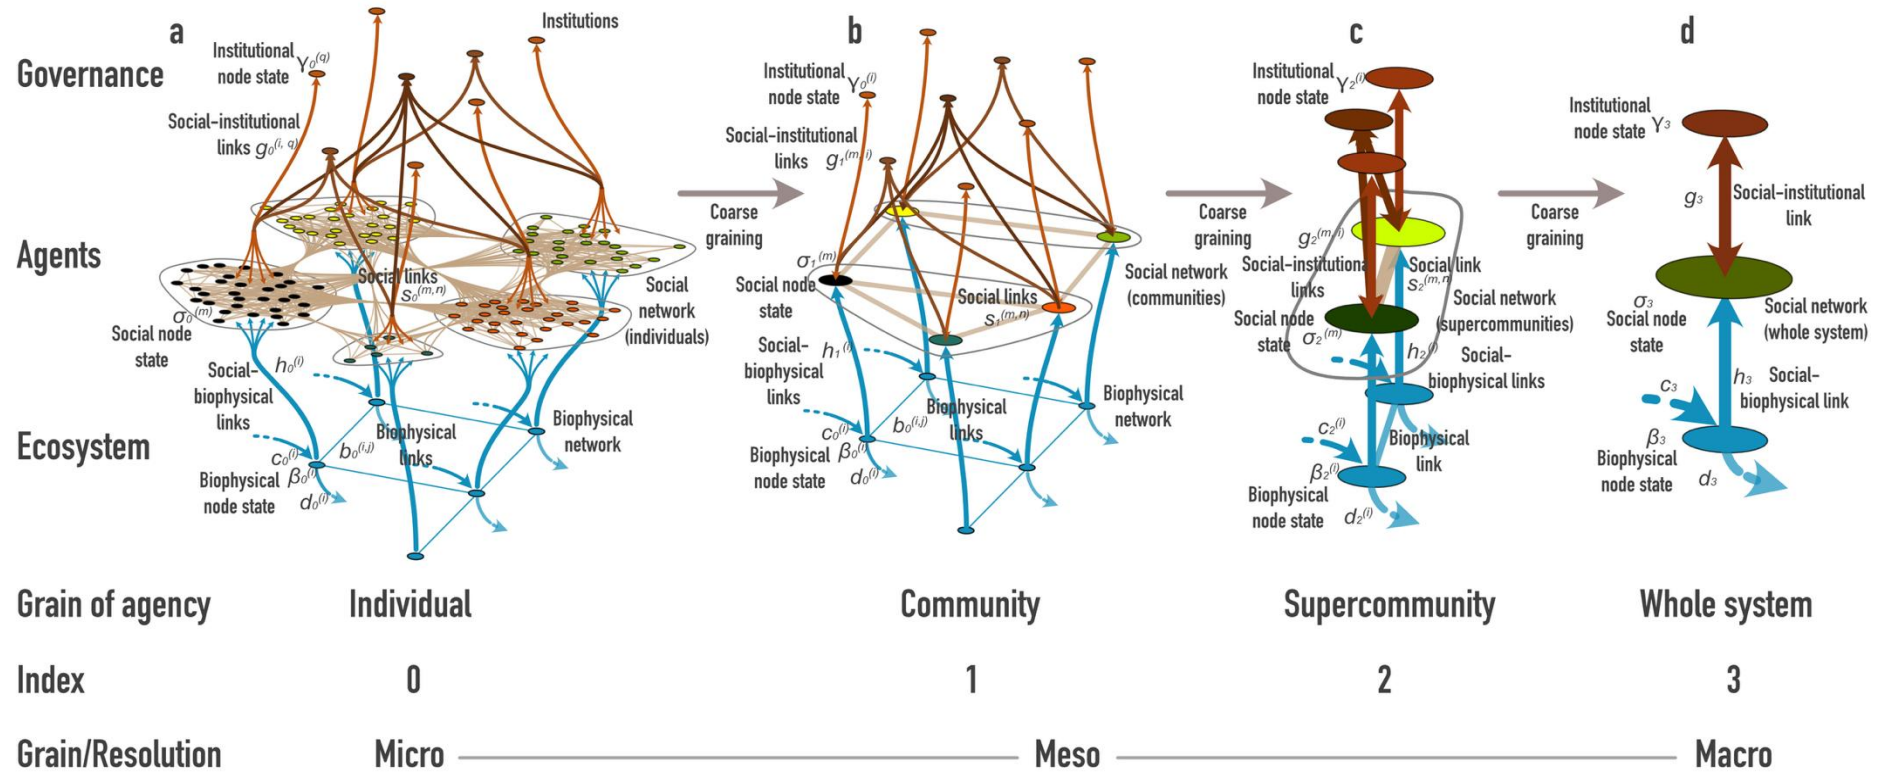 a
b
c
d
Governance
Agents
Ecosystem
Institutions
Institutional
node state
γ₀⁽q⁾
Social–institutional
links g₀⁽i, q⁾
Social links
s₀⁽m,n⁾
σ₀⁽m⁾
Social node
state
Social
network
(individuals)
Social–
biophysical
links
h₀⁽i⁾
c₀⁽i⁾
β₀⁽i⁾
b₀⁽i,j⁾
d₀⁽i⁾
Biophysical
links
Biophysical
network
Biophysical
node state
Coarse
graining
Institutional
node state
γ₀⁽i⁾
Social–institutional
links g₁⁽m, i⁾
σ₁⁽m⁾
Social node
state
Social links
s₁⁽m,n⁾
Social network
(communities)
Social–
biophysical
links
h₁⁽i⁾
c₀⁽i⁾
β₀⁽i⁾
b₀⁽i,j⁾
d₀⁽i⁾
Biophysical
links
Biophysical
network
Biophysical
node state
Coarse
graining
Institutional
node state
γ₂⁽i⁾
g₂⁽m, i⁾
Social–institutional
links
Social link
s₂⁽m,n⁾
Social network
(supercommunities)
Social node
state
σ₂⁽m⁾
h₂⁽i⁾
Social–
biophysical links
c₂⁽i⁾
Biophysical
link
β₂⁽i⁾
Biophysical
node state
d₂⁽i⁾
Coarse
graining
Institutional
node state
γ₃
g₃
Social–institutional
link
σ₃
Social node
state
Social network
(whole system)
h₃
Social–
biophysical link
c₃
β₃
Biophysical
node state
d₃
Grain of agency
Individual
Community
Supercommunity
Whole system
Index
0
1
2
3
Grain/Resolution
Micro
Meso
Macro